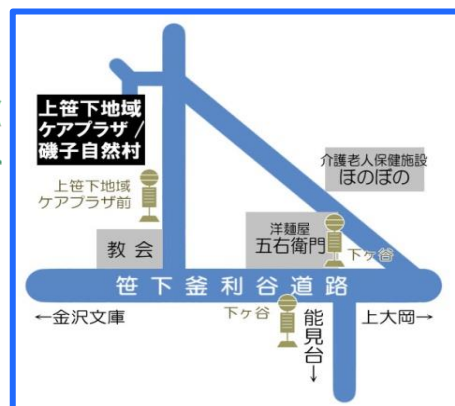 上笹下地域
ケアプラザ／
磯子自然村
上笹下地域
ケアプラザ前
介護老人保健施設
ほのぼの
洋麺屋
五右衛門
下ヶ谷
教会
笹下釜利谷道路
←金沢文庫
下ヶ谷
能見台→
上大岡→